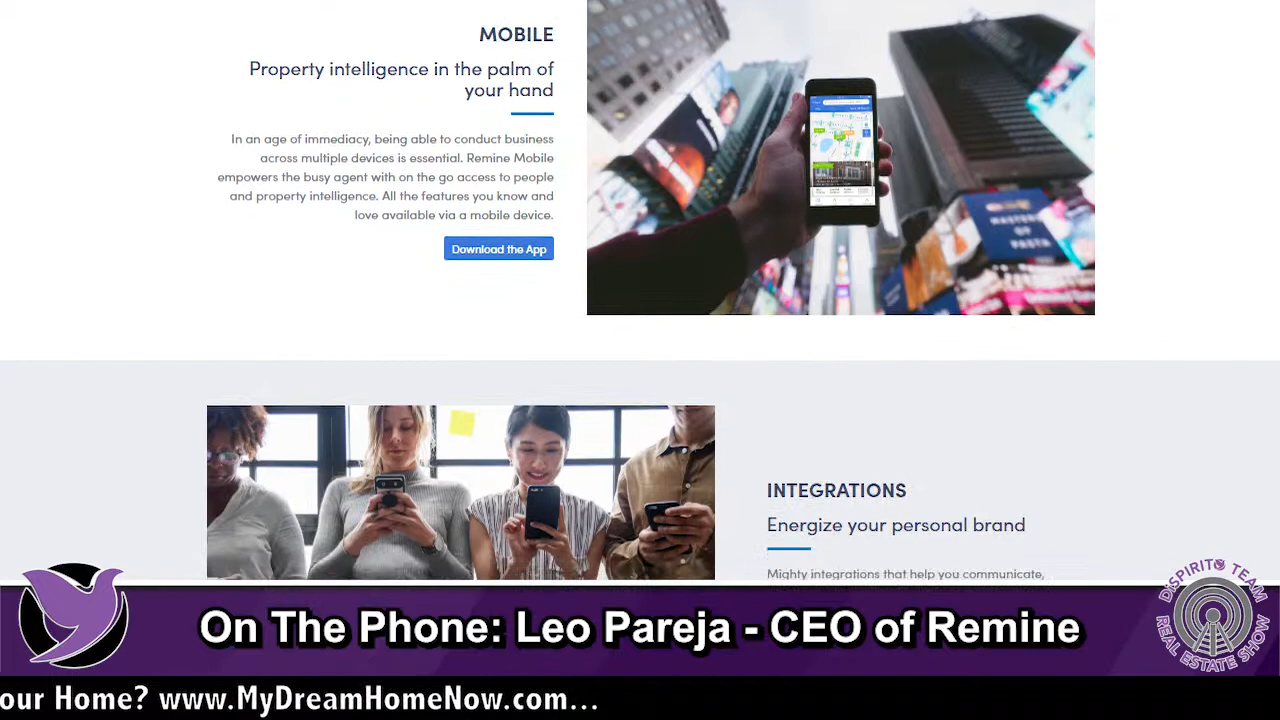 MOBILE
Property intelligence in the palm of
your hand
In an age of immediacy, being able to conduct business
across multiple devices is essential. Remine Mobile
empowers the busy agent with on the go access to people
and property intelligence. All the features you know and
love available via a mobile device.
Download the App
MASTERS
OF
PASTA
INTEGRATIONS
Energize your personal brand
Mighty integrations that help you communicate,
On The Phone: Leo Pareja - CEO of Remine
DISPIRITO TEAM
REAL ESTATE SHOW
our Home? www.MyDreamHomeNow.com...